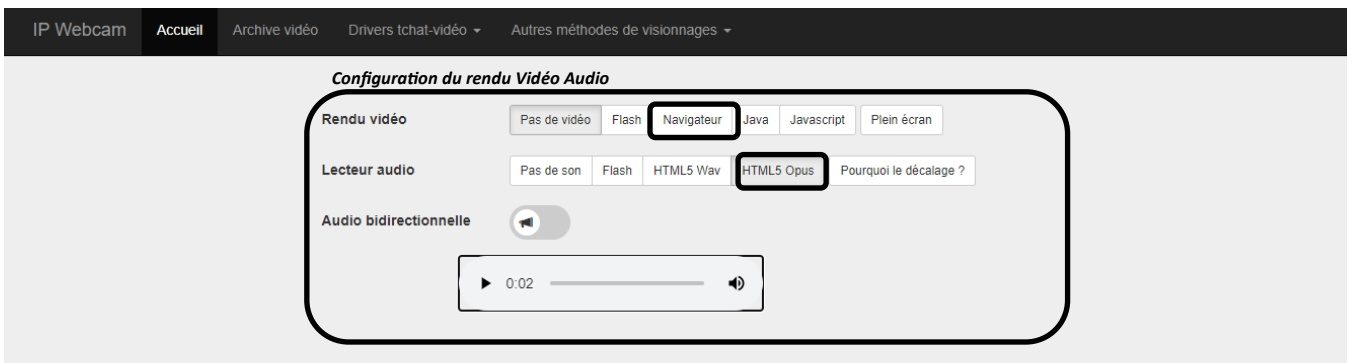 IP Webcam Accueil Archive vidéo Drivers tchat-vidéo Autres méthodes de visionnages
Configuration du rendu Vidéo Audio
Rendu vidéo Pas de vidéo Flash Navigateur Java Javascript Plein écran
Lecteur audio Pas de son Flash HTML5 Wav HTML5 Opus Pourquoi le décalage ?
Audio bidirectionnelle
0:02